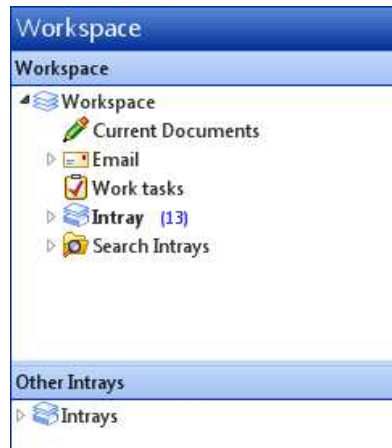 Workspace
Workspace
Workspace
Current Documents
Email
Work tasks
Intray (13)
Search Intrays
Other Intrays
Intrays